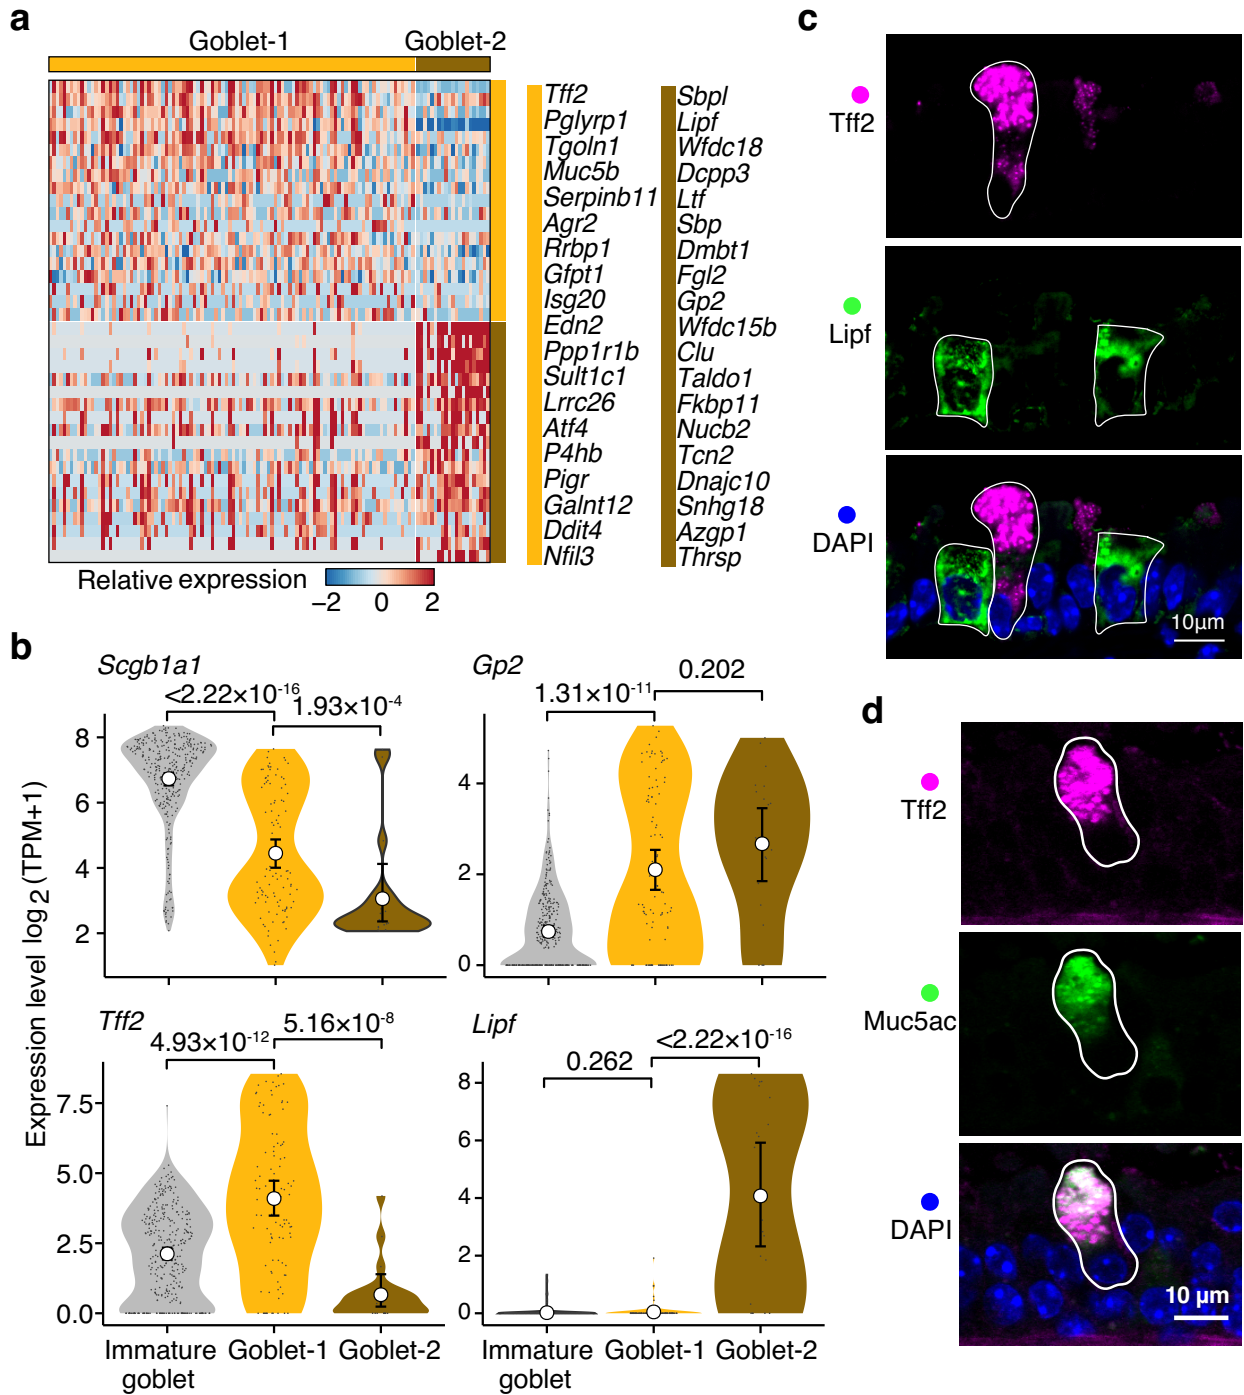 a
Goblet-1
Goblet-2
Tff2
Pglyrp1
Tgoln1
Muc5b
Serpinb11
Agr2
Rrbp1
Gfpt1
Isg20
Edn2
Ppp1r1b
Sult1c1
Lrrc26
Atf4
P4hb
Pigr
Galnt12
Ddit4
Nfil3
Sbpl
Lipf
Wfdc18
Dcpp3
Ltf
Sbp
Dmbt1
Fgl2
Gp2
Wfdc15b
Clu
Taldo1
Fkbp11
Nucb2
Tcn2
Dnajc10
Snhg18
Azgp1
Thrsp
Relative expression
−2 0 2
b
Expression level log2(TPM+1)
Scgb1a1
<2.22×10-16
1.93×10-4
8
6
4
2
Gp2
1.31×10-11
0.202
4
2
0
Tff2
4.93×10-12
5.16×10-8
7.5
5.0
2.5
0.0
Immature
goblet
Goblet-1
Goblet-2
Lipf
0.262
<2.22×10-16
8
6
4
2
0
Immature
goblet
Goblet-1
Goblet-2
c
Tff2
Lipf
DAPI
10µm
d
Tff2
Muc5ac
DAPI
10 µm